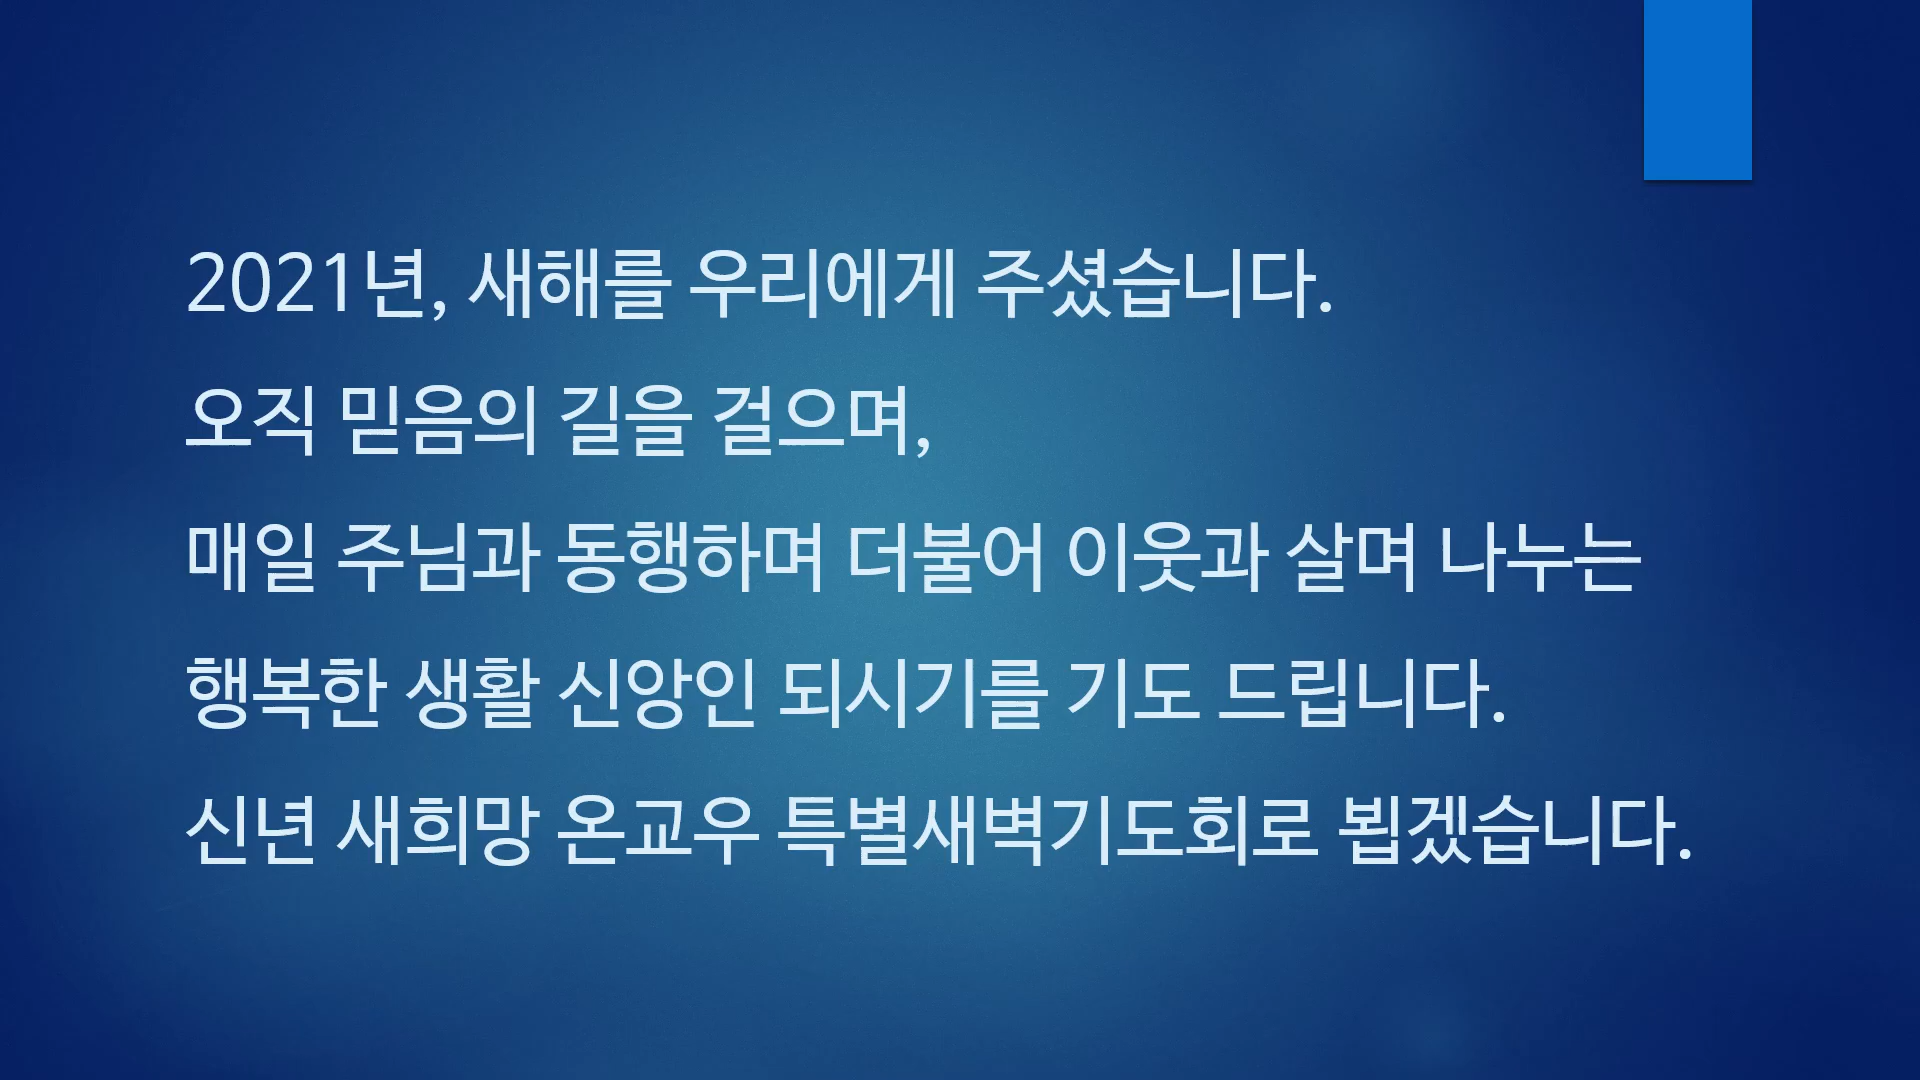 2021년, 새해를 우리에게 주셨습니다.
오직 믿음의 길을 걸으며,
매일 주님과 동행하며 더불어 이웃과 살며 나누는
행복한 생활 신앙인 되시기를 기도 드립니다.
신년 새희망 온교우 특별새벽기도회로 뵙겠습니다.